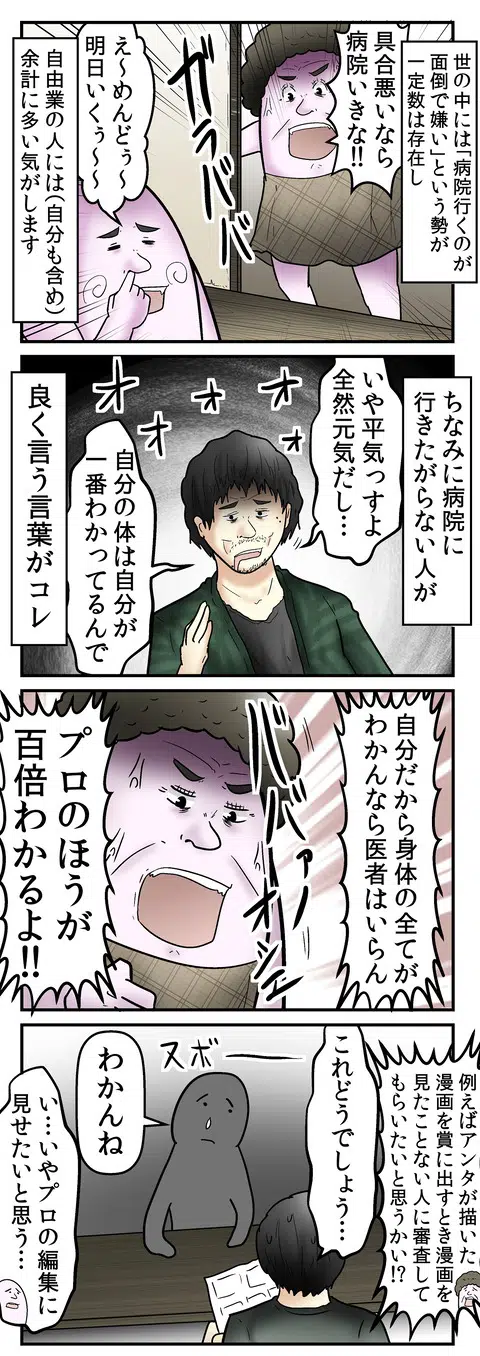 世の中には「病院行くのが
面倒で嫌い」という勢が
一定数は存在し
具合悪いなら
病院いきな!!
ガラババ
え〜めんどぅ〜
明日いくぅ〜〜
自由業の人には(自分も含め)
余計に多い気がします
ちなみに病院に
行きたがらない人が
いや平気っすよ
全然元気だし…
オォオォ
自分の体は自分が
一番わかってるんで
良く言う言葉がコレ
自分だから身体の全てが
わかんなら医者はいらん
ババァノオシエ
プロのほうが
百倍わかるよ!!
例えばアンタが描いた
漫画を賞に出すとき漫画を
見たことない人に審査して
もらいたいと思うかい!?
これどうでしょう…
ヌボーーー
わかんね
い…いやプロの編集に
見せたいと思う…